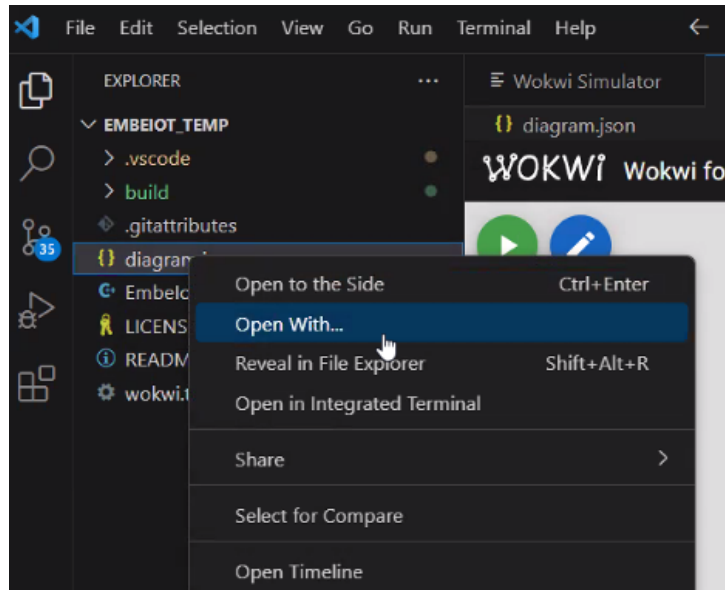 File Edit Selection View Go Run Terminal Help
EXPLORER
Wokwi Simulator
EMBEIOT_TEMP
diagram.json
.vscode
WOKWI Wokwi fo
build
.gitattributes
35
diagram
Open to the Side Ctrl+Enter
EmbeIo
Open With...
LICENS
READM
Reveal in File Explorer Shift+Alt+R
wokwi.t
Open in Integrated Terminal
Share
Select for Compare
Open Timeline